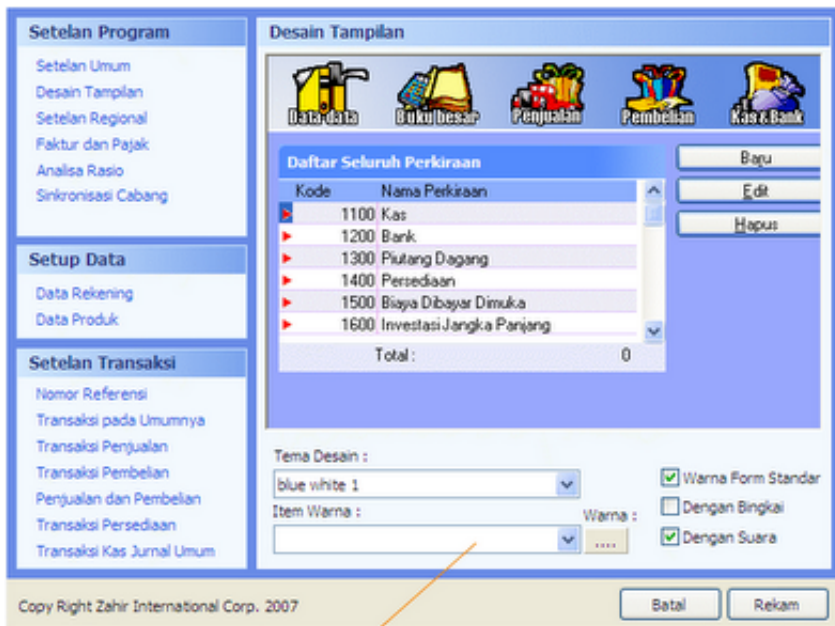 Setelan Program
Setelan Umum
Desain Tampilan
Setelan Regional
Faktur dan Pajak
Analisa Rasio
Sinkronisasi Cabang
Setup Data
Data Rekening
Data Produk
Setelan Transaksi
Nomor Referensi
Transaksi pada Umumnya
Transaksi Penjualan
Transaksi Pembelian
Penjualan dan Pembelian
Transaksi Persediaan
Transaksi Kas Jurnal Umum
Desain Tampilan
Data-data Buku besar Penjualan Pembelian Kas & Bank
Daftar Seluruh Perkiraan
Kode Nama Perkiraan
1100 Kas
1200 Bank
1300 Piutang Dagang
1400 Persediaan
1500 Biaya Dibayar Dimuka
1600 Investasi Jangka Panjang
Total : 0
Baru
Edit
Hapus
Tema Desain :
blue white 1
Item Warna :
Warna :
....
Warna Form Standar
Dengan Bingkai
Dengan Suara
Copy Right Zahir International Corp. 2007
Batal
Rekam